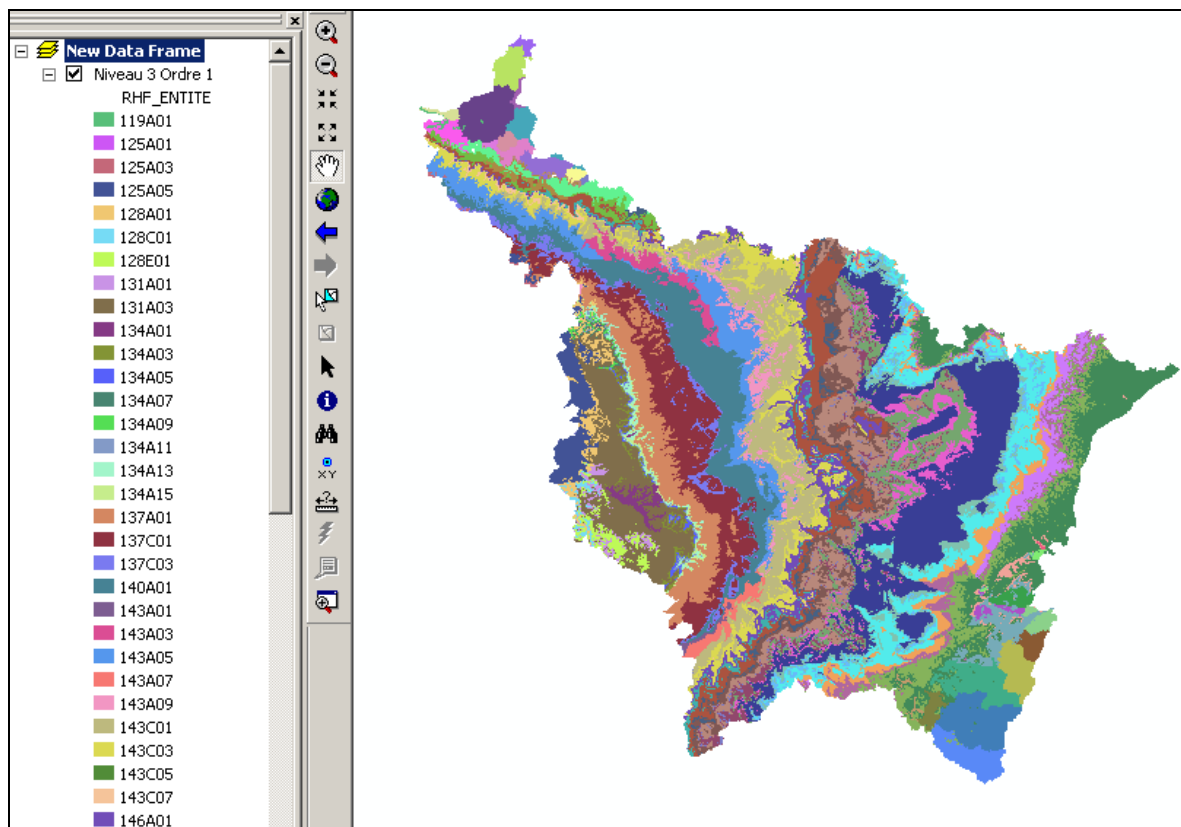 New Data Frame
Niveau 3 Ordre 1
RHF_ENTITE
119A01
125A01
125A03
125A05
128A01
128C01
128E01
131A01
131A03
134A01
134A03
134A05
134A07
134A09
134A11
134A13
134A15
137A01
137C01
137C03
140A01
143A01
143A03
143A05
143A07
143A09
143C01
143C03
143C05
143C07
146A01
XY